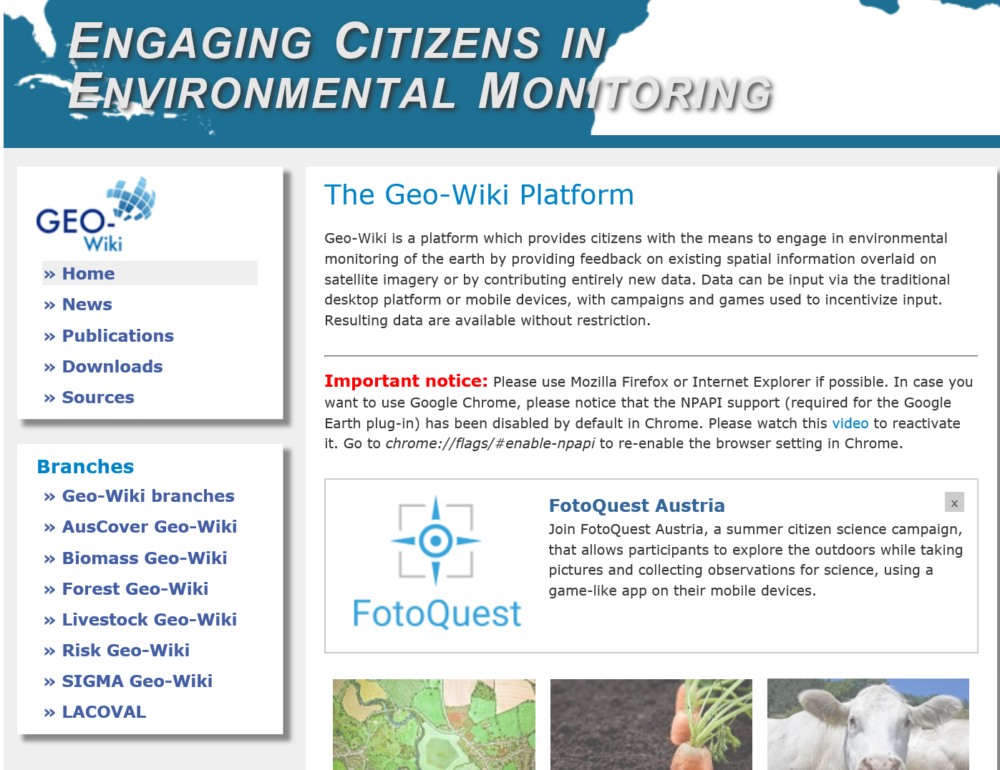 ENGAGING CITIZENS IN
ENVIRONMENTAL MONITORING
GEO-
Wiki
» Home
» News
» Publications
» Downloads
» Sources
Branches
» Geo-Wiki branches
» AusCover Geo-Wiki
» Biomass Geo-Wiki
» Forest Geo-Wiki
» Livestock Geo-Wiki
» Risk Geo-Wiki
» SIGMA Geo-Wiki
» LACOVAL
The Geo-Wiki Platform
Geo-Wiki is a platform which provides citizens with the means to engage in environmental
monitoring of the earth by providing feedback on existing spatial information overlaid on
satellite imagery or by contributing entirely new data. Data can be input via the traditional
desktop platform or mobile devices, with campaigns and games used to incentivize input.
Resulting data are available without restriction.
Important notice: Please use Mozilla Firefox or Internet Explorer if possible. In case you
want to use Google Chrome, please notice that the NPAPI support (required for the Google
Earth plug-in) has been disabled by default in Chrome. Please watch this video to reactivate
it. Go to chrome://flags/#enable-npapi to re-enable the browser setting in Chrome.
FotoQuest
FotoQuest Austria
x
Join FotoQuest Austria, a summer citizen science campaign,
that allows participants to explore the outdoors while taking
pictures and collecting observations for science, using a
game-like app on their mobile devices.